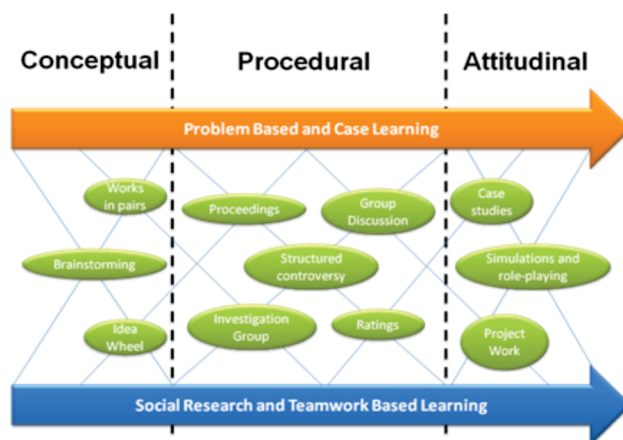 Conceptual
Procedural
Attitudinal
Problem Based and Case Learning
Works
in pairs
Proceedings
Group
Discussion
Case
studies
Brainstorming
Structured
controversy
Simulations and
role-playing
Idea
Wheel
Investigation
Group
Ratings
Project
Work
Social Research and Teamwork Based Learning